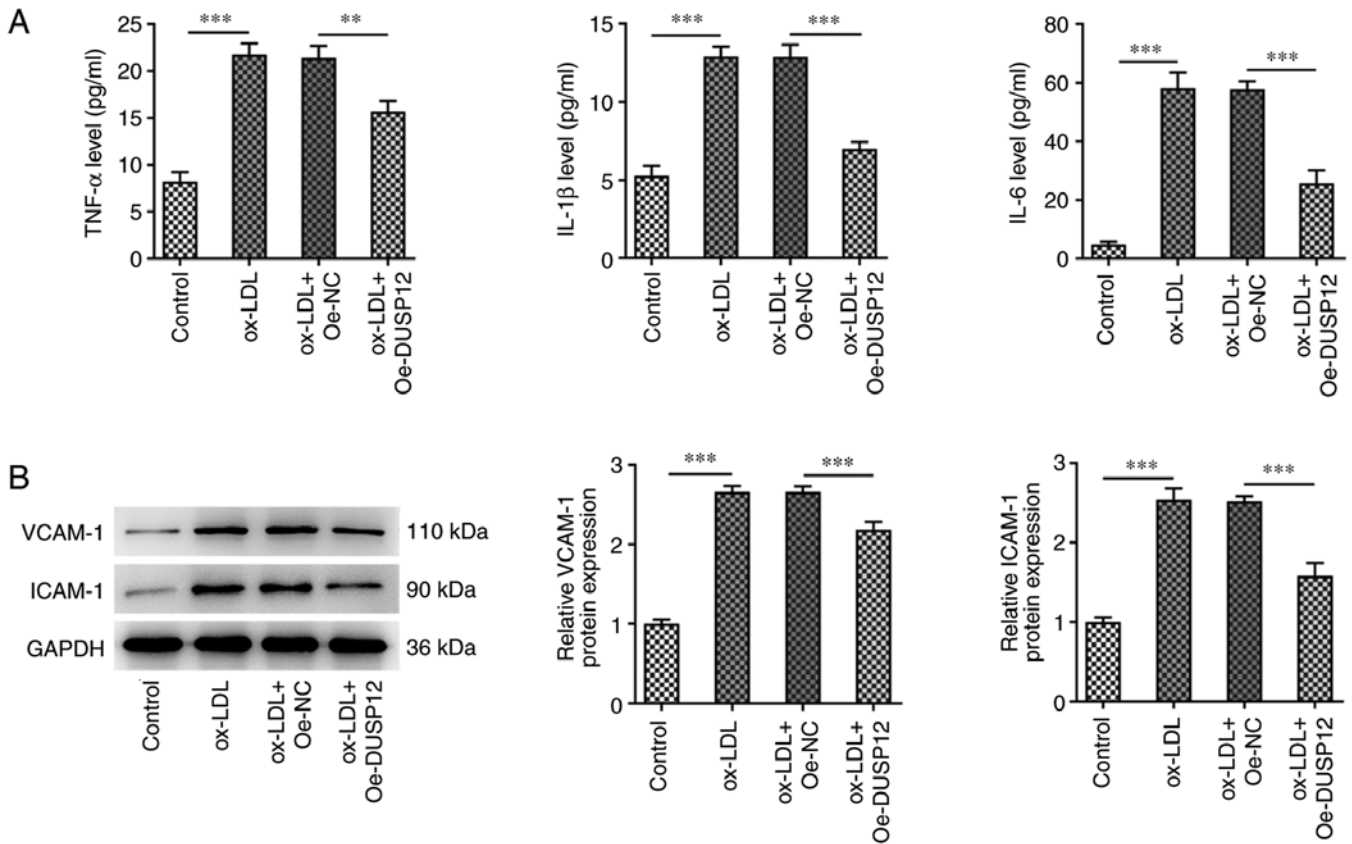 A
TNF-α level (pg/ml)
25
20
15
10
5
0
***
**
Control
ox-LDL
ox-LDL+
Oe-NC
ox-LDL+
Oe-DUSP12
IL-1β level (pg/ml)
15
10
5
0
***
***
Control
ox-LDL
ox-LDL+
Oe-NC
ox-LDL+
Oe-DUSP12
IL-6 level (pg/ml)
80
60
40
20
0
***
***
Control
ox-LDL
ox-LDL+
Oe-NC
ox-LDL+
Oe-DUSP12
B
VCAM-1
110 kDa
ICAM-1
90 kDa
GAPDH
36 kDa
Control
ox-LDL
ox-LDL+
Oe-NC
ox-LDL+
Oe-DUSP12
Relative VCAM-1
protein expression
3
2
1
0
***
***
Control
ox-LDL
ox-LDL+
Oe-NC
ox-LDL+
Oe-DUSP12
Relative ICAM-1
protein expression
3
2
1
0
***
***
Control
ox-LDL
ox-LDL+
Oe-NC
ox-LDL+
Oe-DUSP12